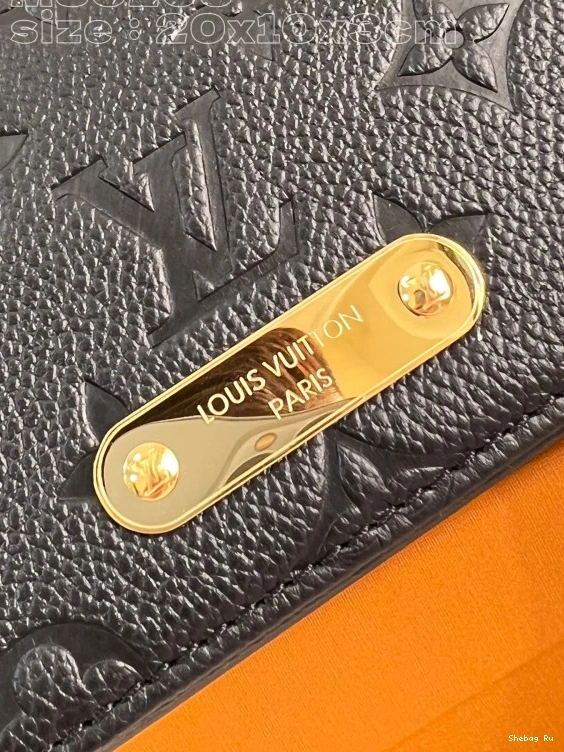 size : 20x10x3cm
LV
LOUIS VUITTON
PARIS
Shebag Ru